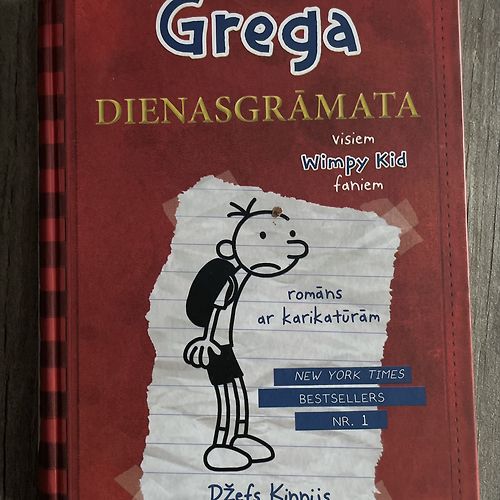 Grega
DIENASGRĀMATA
visiem
Wimpy Kid
faniem
romāns
ar karikatūrām
NEW YORK TIMES
BESTSELLERS
NR. 1
Džefs Kinnijs